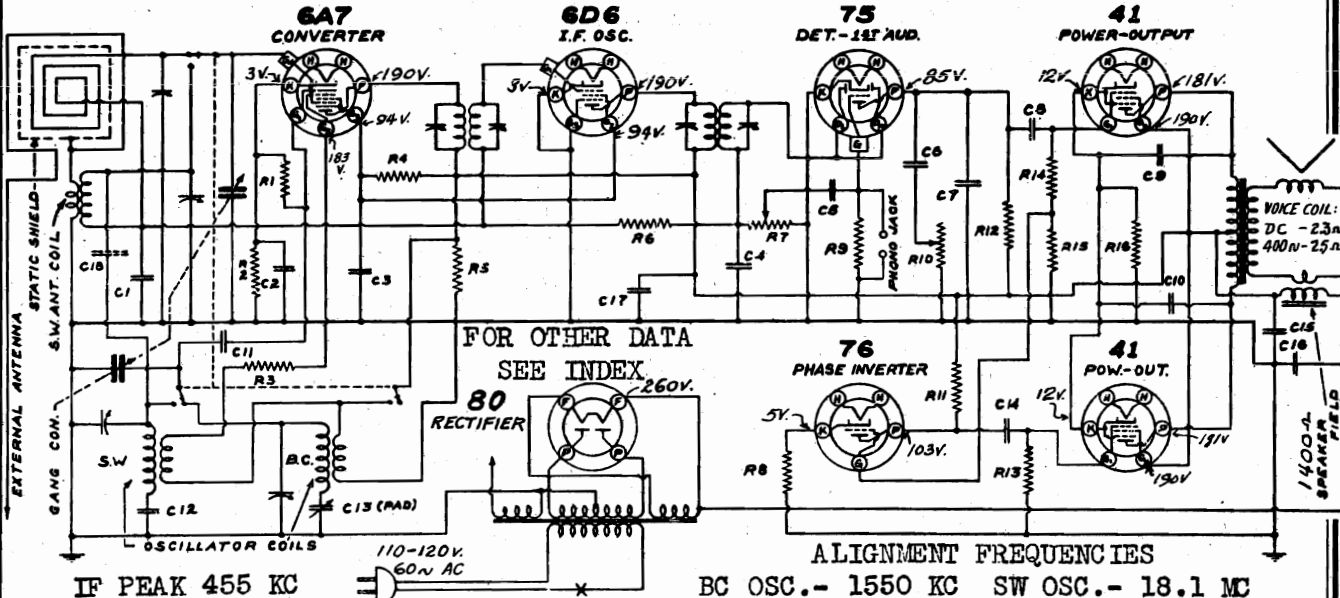 6A7
CONVERTER
6D6
I.F. OSC.
75
DET.-1ST AUD.
41
POWER-OUTPUT
H
H
K
P
3V.
190V.
94V.
183
V.
H
H
K
P
3V.
190V.
94V.
H
H
K
P
G
85V.
H
H
K
P
12V.
181V.
190V.
STATIC SHIELD
S.W. ANT. COIL
EXTERNAL ANTENNA
GANG CON.
C18
C1
R1
R2
C2
C3
R4
R5
R6
C17
C4
R7
C8
R9
PHONO JACK
C6
R10
C7
R12
C8
R14
R15
R16
C9
C10
VOICE COIL:
DC - 2.3Ω
400~-25Ω
C15
C16
1400Ω
SPEAKER
FIELD
C11
R3
FOR OTHER DATA
SEE INDEX
80
RECTIFIER
260V.
F
F
P
P
76
PHASE INVERTER
H
H
K
P
G
5V.
103V.
R8
R11
C14
R13
41
POW.-OUT.
H
H
K
P
12V.
181V
190V
S.W
B.C.
C12
C13 (PAD)
OSCILLATOR COILS
110-120V.
60~ AC
ALIGNMENT FREQUENCIES
IF PEAK 455 KC
BC OSC.- 1550 KC SW OSC.- 18.1 MC